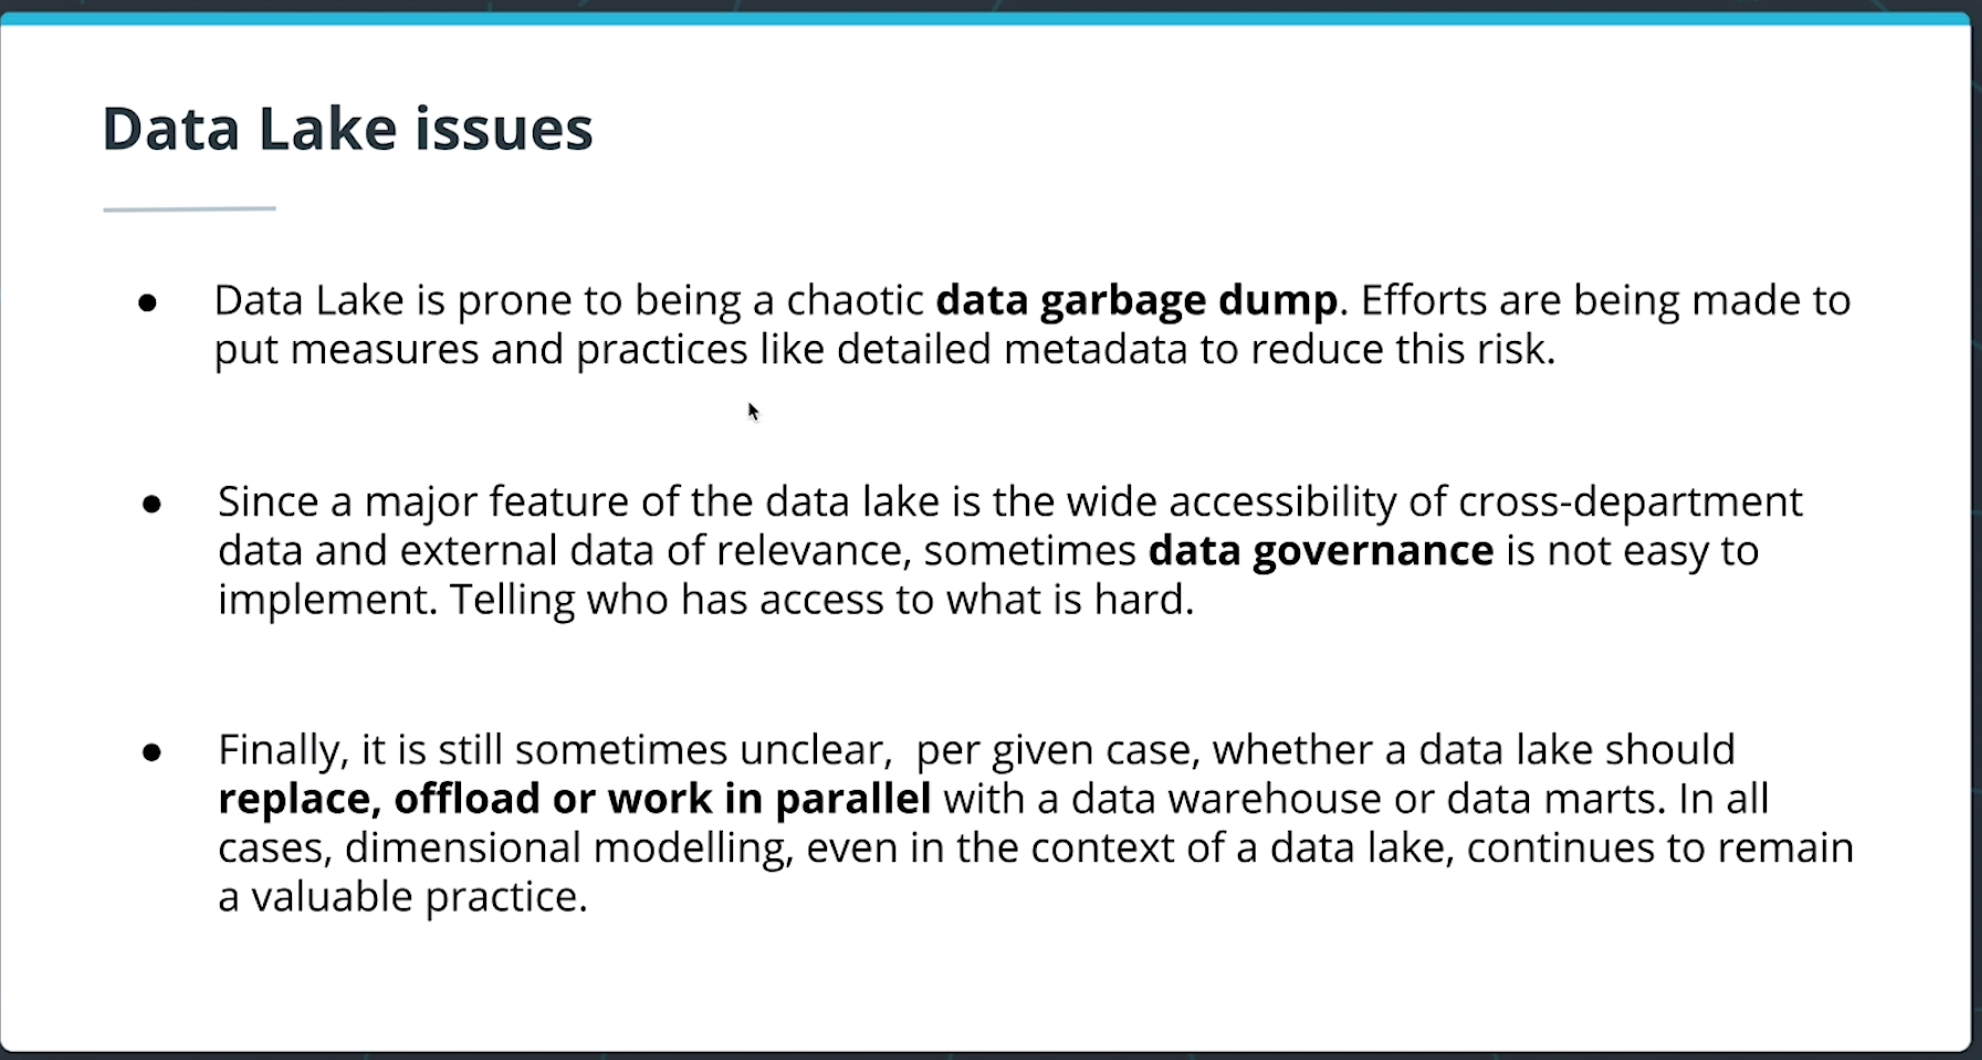 Data Lake issues
● Data Lake is prone to being a chaotic data garbage dump. Efforts are being made to
put measures and practices like detailed metadata to reduce this risk.
● Since a major feature of the data lake is the wide accessibility of cross-department
data and external data of relevance, sometimes data governance is not easy to
implement. Telling who has access to what is hard.
● Finally, it is still sometimes unclear,  per given case, whether a data lake should
replace, offload or work in parallel with a data warehouse or data marts. In all
cases, dimensional modelling, even in the context of a data lake, continues to remain
a valuable practice.